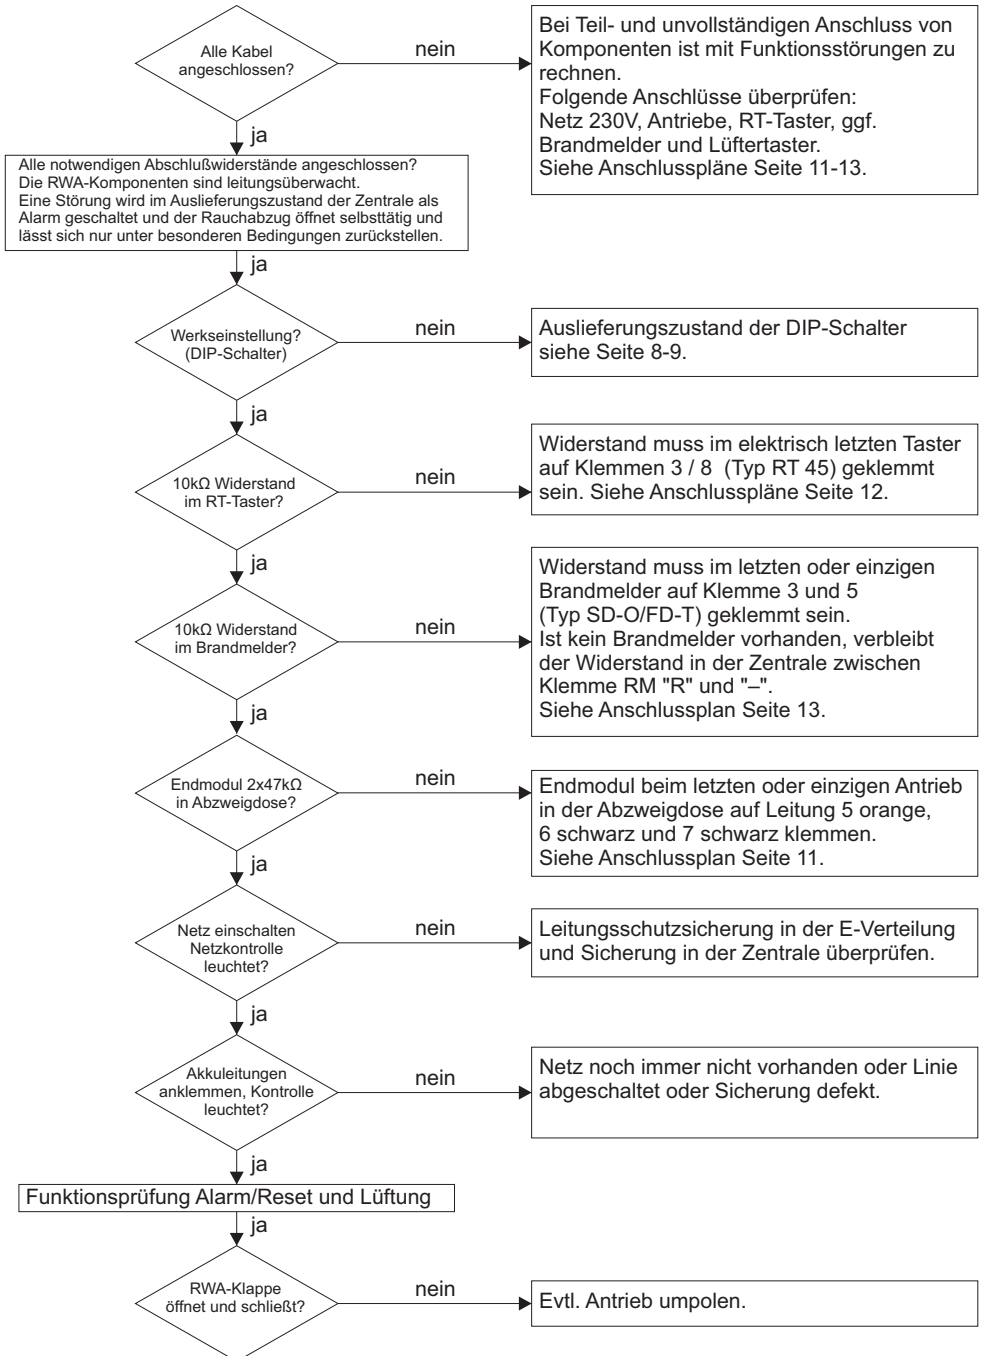 Alle Kabel
angeschlossen?
nein
Bei Teil- und unvollständigen Anschluss von
Komponenten ist mit Funktionsstörungen zu
rechnen.
Folgende Anschlüsse überprüfen:
Netz 230V, Antriebe, RT-Taster, ggf.
Brandmelder und Lüftertaster.
Siehe Anschlusspläne Seite 11-13.
ja
Alle notwendigen Abschlußwiderstände angeschlossen?
Die RWA-Komponenten sind leitungsüberwacht.
Eine Störung wird im Auslieferungszustand der Zentrale als
Alarm geschaltet und der Rauchabzug öffnet selbsttätig und
lässt sich nur unter besonderen Bedingungen zurückstellen.
ja
Werkseinstellung?
(DIP-Schalter)
nein
Auslieferungszustand der DIP-Schalter
siehe Seite 8-9.
ja
10kΩ Widerstand
im RT-Taster?
nein
Widerstand muss im elektrisch letzten Taster
auf Klemmen 3 / 8 (Typ RT 45) geklemmt
sein. Siehe Anschlusspläne Seite 12.
ja
10kΩ Widerstand
im Brandmelder?
nein
Widerstand muss im letzten oder einzigen
Brandmelder auf Klemme 3 und 5
(Typ SD-O/FD-T) geklemmt sein.
Ist kein Brandmelder vorhanden, verbleibt
der Widerstand in der Zentrale zwischen
Klemme RM "R" und "–".
Siehe Anschlussplan Seite 13.
ja
Endmodul 2x47kΩ
in Abzweigdose?
nein
Endmodul beim letzten oder einzigen Antrieb
in der Abzweigdose auf Leitung 5 orange,
6 schwarz und 7 schwarz klemmen.
Siehe Anschlussplan Seite 11.
ja
Netz einschalten
Netzkontrolle
leuchtet?
nein
Leitungsschutzsicherung in der E-Verteilung
und Sicherung in der Zentrale überprüfen.
ja
Akkuleitungen
anklemmen, Kontrolle
leuchtet?
nein
Netz noch immer nicht vorhanden oder Linie
abgeschaltet oder Sicherung defekt.
ja
Funktionsprüfung Alarm/Reset und Lüftung
ja
RWA-Klappe
öffnet und schließt?
nein
Evtl. Antrieb umpolen.